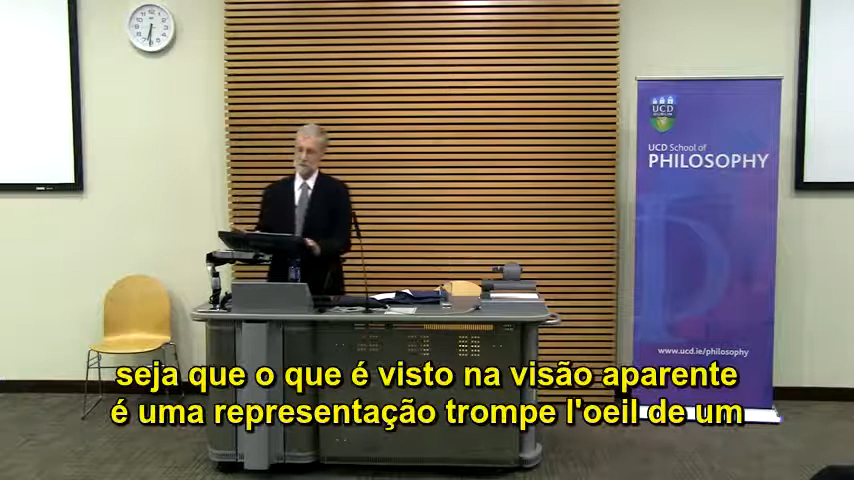 UCD
UCD School of
PHILOSOPHY
www.ucd.ie/philosophy
seja que o que é visto na visão aparente
é uma representação trompe l'oeil de um